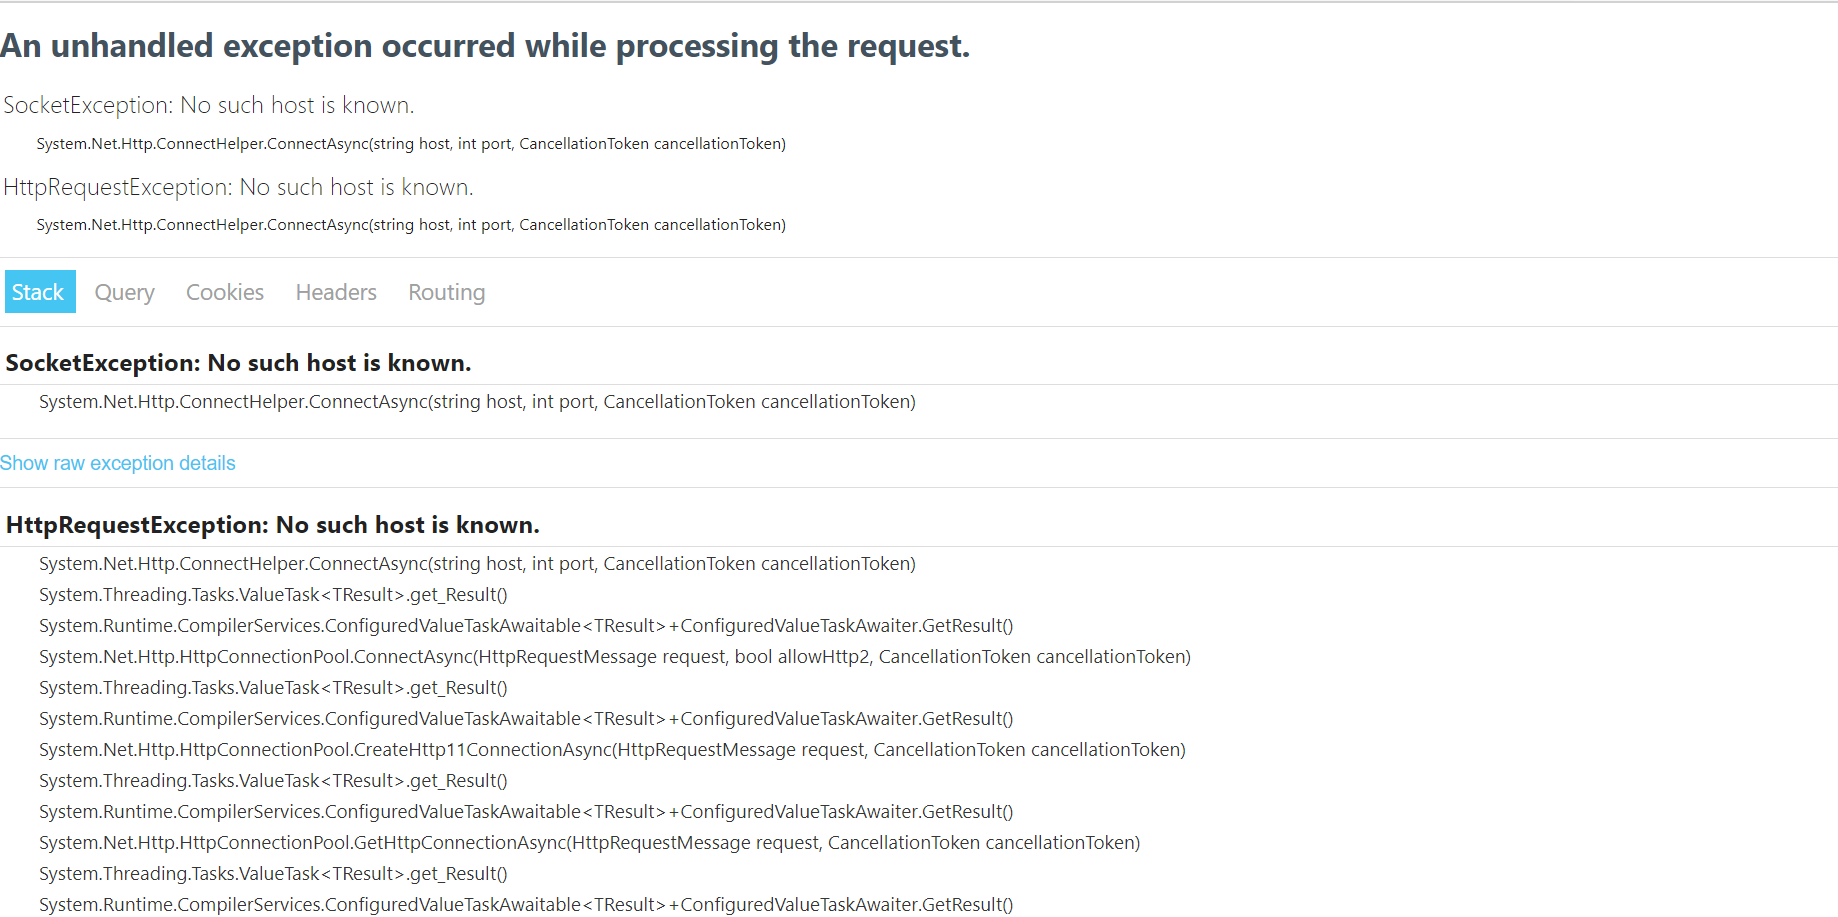 An unhandled exception occurred while processing the request.
SocketException: No such host is known.
System.Net.Http.ConnectHelper.ConnectAsync(string host, int port, CancellationToken cancellationToken)
HttpRequestException: No such host is known.
System.Net.Http.ConnectHelper.ConnectAsync(string host, int port, CancellationToken cancellationToken)
Stack Query Cookies Headers Routing
SocketException: No such host is known.
System.Net.Http.ConnectHelper.ConnectAsync(string host, int port, CancellationToken cancellationToken)
Show raw exception details
HttpRequestException: No such host is known.
System.Net.Http.ConnectHelper.ConnectAsync(string host, int port, CancellationToken cancellationToken)
System.Threading.Tasks.ValueTask<TResult>.get_Result()
System.Runtime.CompilerServices.ConfiguredValueTaskAwaitable<TResult>+ConfiguredValueTaskAwaiter.GetResult()
System.Net.Http.HttpConnectionPool.ConnectAsync(HttpRequestMessage request, bool allowHttp2, CancellationToken cancellationToken)
System.Threading.Tasks.ValueTask<TResult>.get_Result()
System.Runtime.CompilerServices.ConfiguredValueTaskAwaitable<TResult>+ConfiguredValueTaskAwaiter.GetResult()
System.Net.Http.HttpConnectionPool.CreateHttp11ConnectionAsync(HttpRequestMessage request, CancellationToken cancellationToken)
System.Threading.Tasks.ValueTask<TResult>.get_Result()
System.Runtime.CompilerServices.ConfiguredValueTaskAwaitable<TResult>+ConfiguredValueTaskAwaiter.GetResult()
System.Net.Http.HttpConnectionPool.GetHttpConnectionAsync(HttpRequestMessage request, CancellationToken cancellationToken)
System.Threading.Tasks.ValueTask<TResult>.get_Result()
System.Runtime.CompilerServices.ConfiguredValueTaskAwaitable<TResult>+ConfiguredValueTaskAwaiter.GetResult()